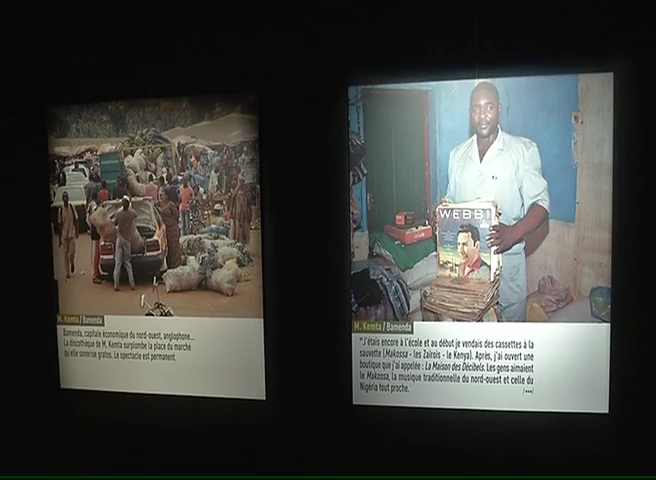 M. Kemta / Bamenda
Bamenda, capitale économique du nord-ouest, anglophone...
La discothèque de M. Kemta surplombe la place du marché
qu'elle sonorise gratos. Le spectacle est permanent.
WEBBI
M. Kemta / Bamenda
"J'étais encore à l'école et au début je vendais des cassettes à la
sauvette (Makossa - les Zaïrois - le Kenya). Après, j'ai ouvert une
boutique que j'ai appelée : La Maison des Décibels. Les gens aimaient
le Makossa, la musique traditionnelle du nord-ouest et celle du
Nigéria tout proche.
(•••)